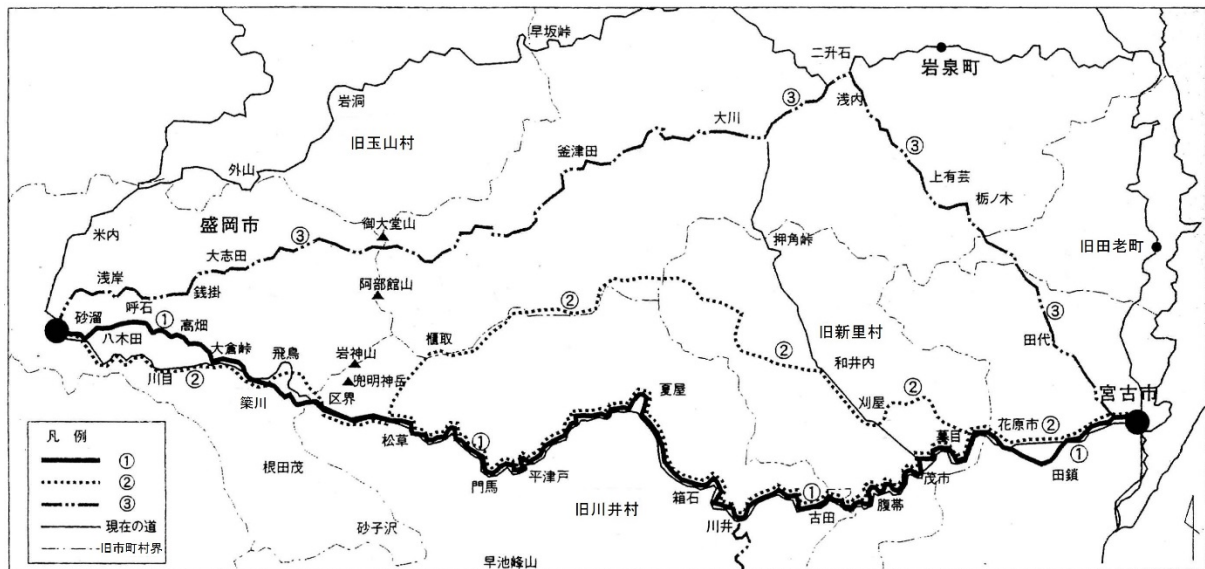 早坂峠
二升石
岩泉町
岩洞
③
浅内
大川
旧玉山村
釜津田
③
外山
上有芸
栃ノ木
盛岡市
御大堂山
米内
③
大志田
押角峠
旧田老町
浅岸
銭掛
阿部館山
呼石
②
③
砂溜
①
高畑
櫃取
旧新里村
田代
八木田
大倉峠
飛鳥
岩神山
②
和井内
川目
②
兜明神岳
夏屋
刈屋
②
宮古市
簗川
区界
花原市
②
凡例
松草
①
蟇目
①
①
根田茂
門馬
平津戸
茂市
田鎖
②
箱石
①
③
旧川井村
川井
古田
腹帯
現在の道
砂子沢
旧市町村界
早池峰山